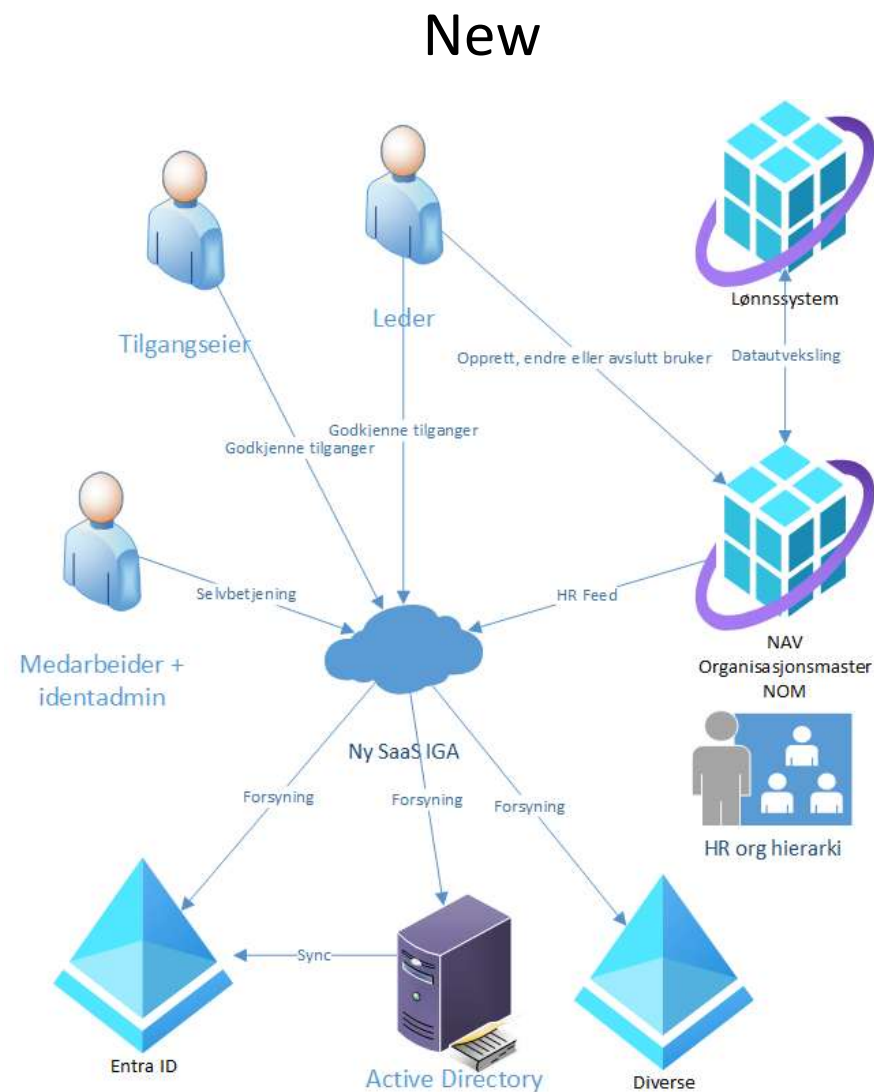 New
Lønnssystem
Tilgangseier
Leder
Opprett, endre eller avslutt bruker
Datautveksling
Godkjenne tilganger
Godkjenne tilganger
Selvbetjening
HR Feed
Medarbeider +
identadmin
NAV
Organisasjonsmaster
NOM
Ny SaaS IGA
Forsyning
Forsyning
Forsyning
HR org hierarki
Sync
Entra ID
Active Directory
Diverse